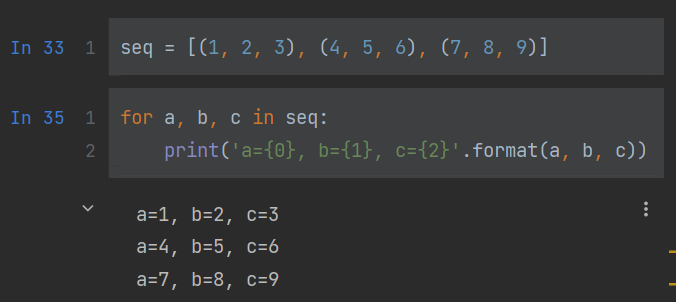 In 33 1 seq = [(1, 2, 3), (4, 5, 6), (7, 8, 9)]
In 35 1 for a, b, c in seq:
2     print('a={0}, b={1}, c={2}'.format(a, b, c))
a=1, b=2, c=3
a=4, b=5, c=6
a=7, b=8, c=9